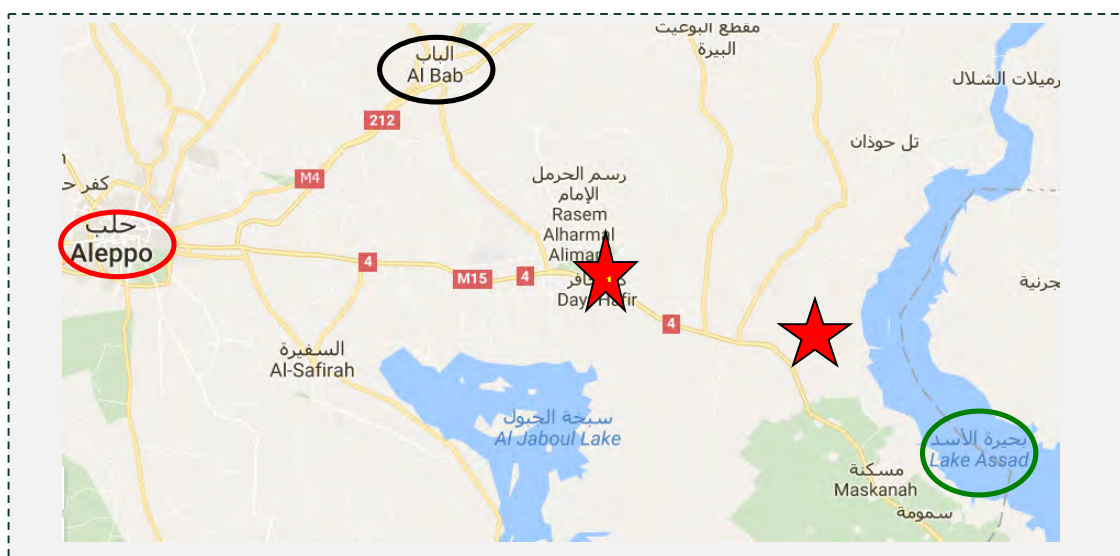 مقطع البوعيث
البيرة
الباب
Al Bab
رميلات الشلال
212
تل حوذان
M4
رسم الحرمل
الإمام
Rasem
Alharmal
كفر
حلب
Aleppo
4
M15
4
Hafir
4
السفيرة
Al-Safirah
سبخة الجبول
Al Jaboul Lake
بحيرة الأسد
Lake Assad
مسكنة
Maskanah
سمومة